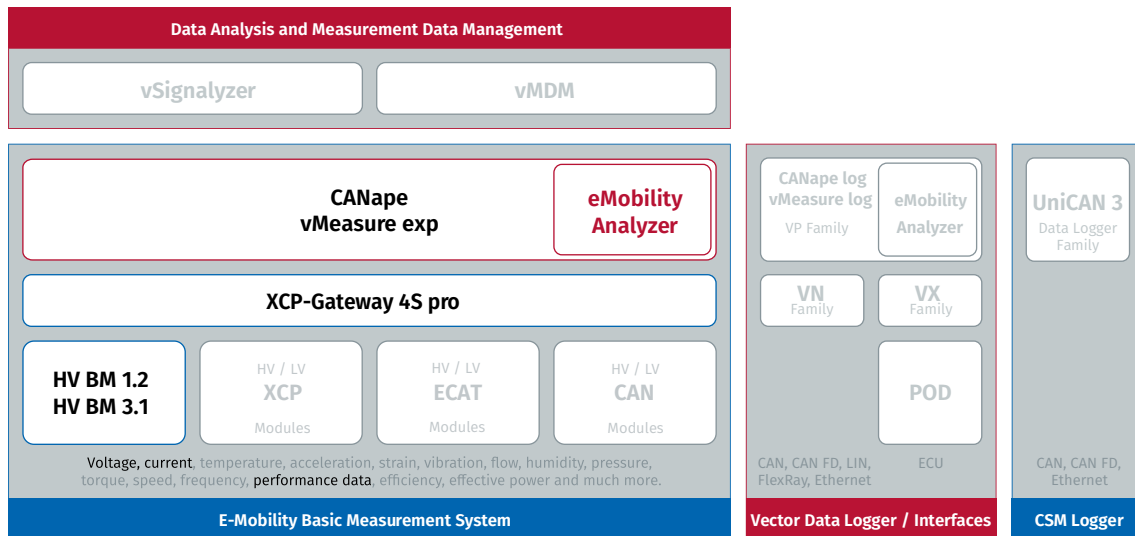 Data Analysis and Measurement Data Management
vSignalyzer
vMDM
CANape
vMeasure exp
eMobility
Analyzer
XCP-Gateway 4S pro
HV BM 1.2
HV BM 3.1
HV / LV
XCP
Modules
HV / LV
ECAT
Modules
HV / LV
CAN
Modules
Voltage, current, temperature, acceleration, strain, vibration, flow, humidity, pressure,
torque, speed, frequency, performance data, efficiency, effective power and much more.
E-Mobility Basic Measurement System
CANape log
vMeasure log
VP Family
eMobility
Analyzer
VN
Family
VX
Family
POD
CAN, CAN FD, LIN,
FlexRay, Ethernet
ECU
Vector Data Logger / Interfaces
UniCAN 3
Data Logger
Family
CAN, CAN FD,
Ethernet
CSM Logger